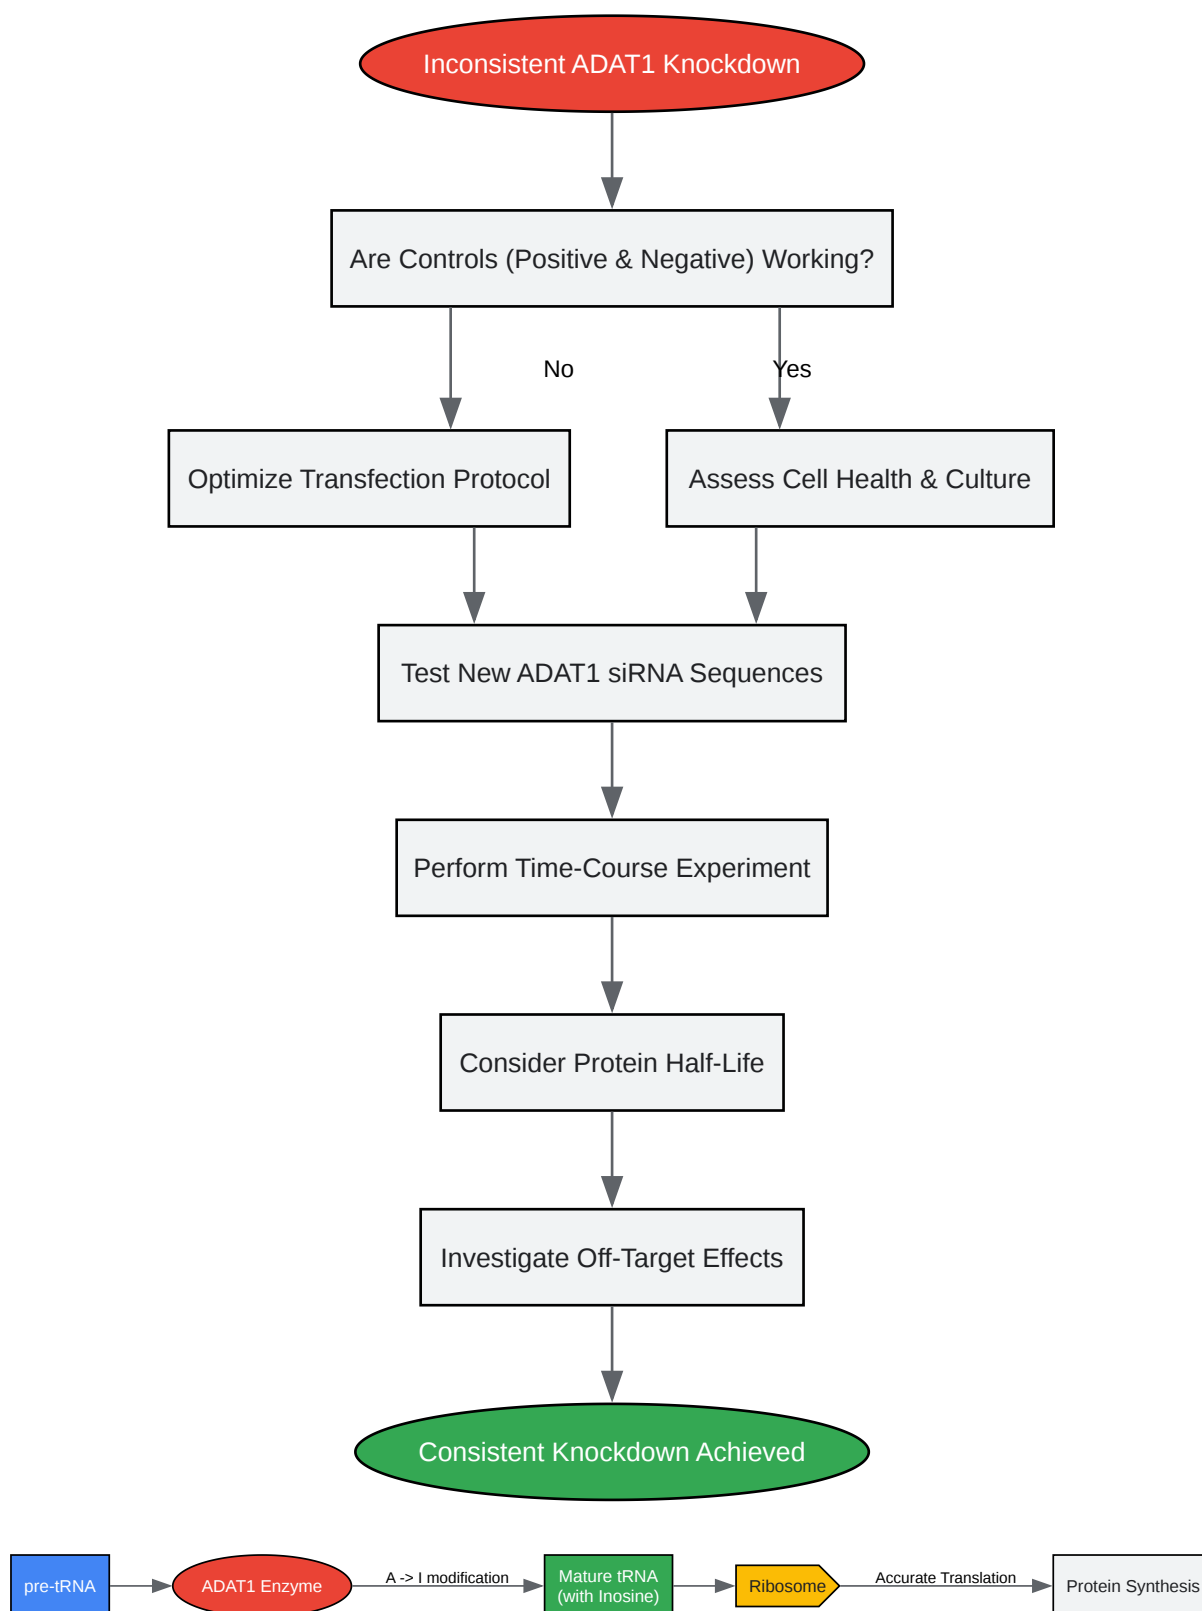 Inconsistent ADAT1 Knockdown
Are Controls (Positive & Negative) Working?
No
Yes
Optimize Transfection Protocol
Assess Cell Health & Culture
Test New ADAT1 siRNA Sequences
Perform Time-Course Experiment
Consider Protein Half-Life
Investigate Off-Target Effects
Consistent Knockdown Achieved
pre-tRNA
ADAT1 Enzyme
A -> I modification
Mature tRNA
(with Inosine)
Ribosome
Accurate Translation
Protein Synthesis